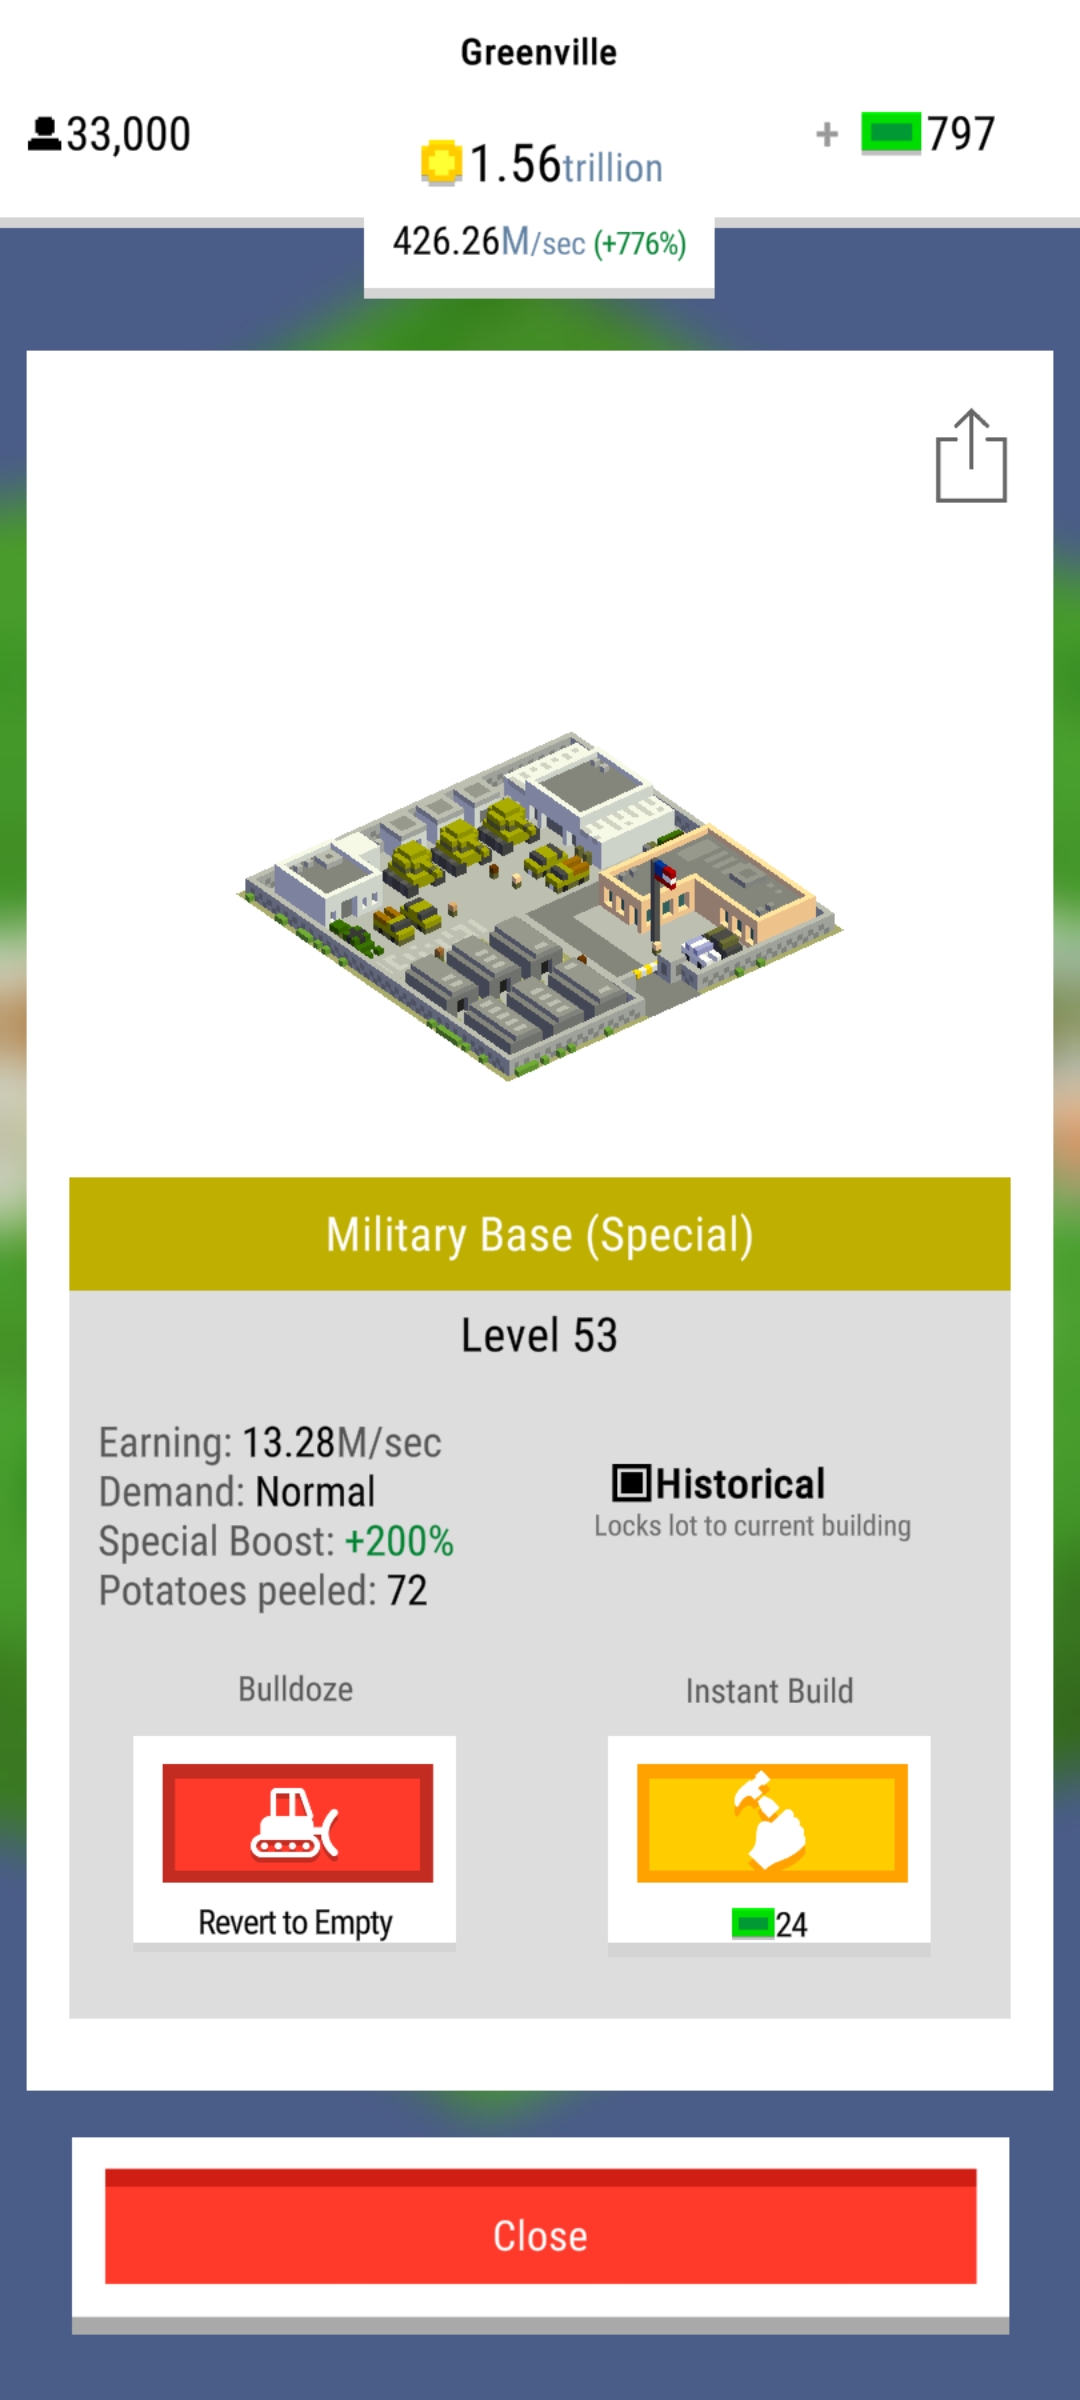 Greenville
33,000
1.56trillion
+ 797
426.26M/sec (+776%)
Military Base (Special)
Level 53
Earning: 13.28M/sec
Demand: Normal
Special Boost: +200%
Potatoes peeled: 72
Historical
Locks lot to current building
Bulldoze
Revert to Empty
Instant Build
24
Close